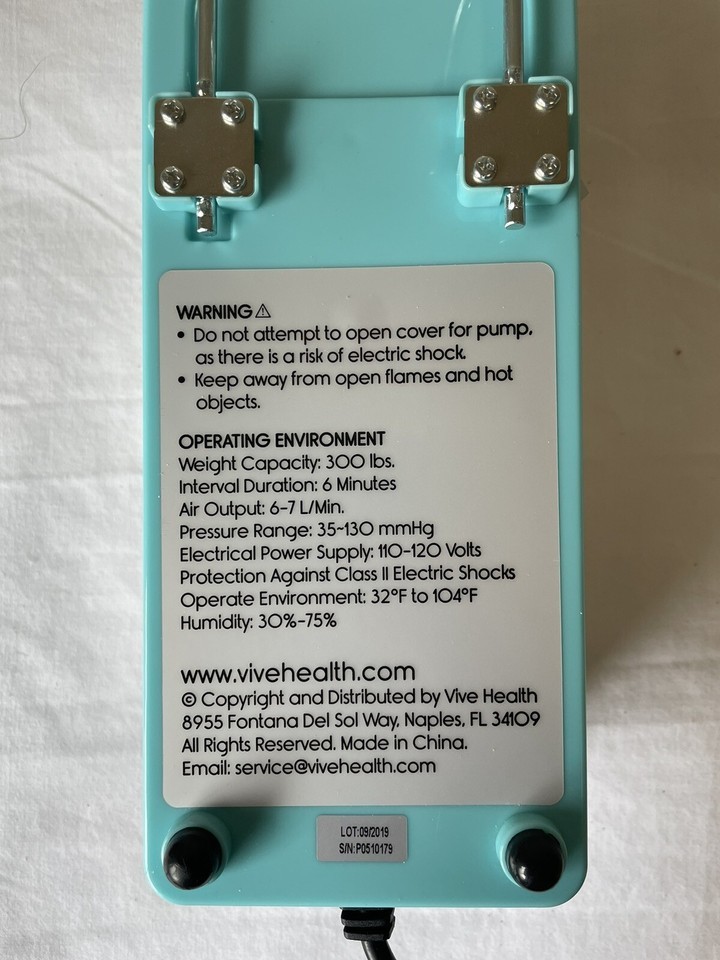 WARNING⚠
• Do not attempt to open cover for pump,
as there is a risk of electric shock.
• Keep away from open flames and hot
objects.
OPERATING ENVIRONMENT
Weight Capacity: 300 lbs.
Interval Duration: 6 Minutes
Air Output: 6-7 L/Min.
Pressure Range: 35~130 mmHg
Electrical Power Supply: 110-120 Volts
Protection Against Class II Electric Shocks
Operate Environment: 32°F to 104°F
Humidity: 30%-75%
www.vivehealth.com
© Copyright and Distributed by Vive Health
8955 Fontana Del Sol Way, Naples, FL 34109
All Rights Reserved. Made in China.
Email: service@vivehealth.com
LOT:09/2019
S/N:P0510179